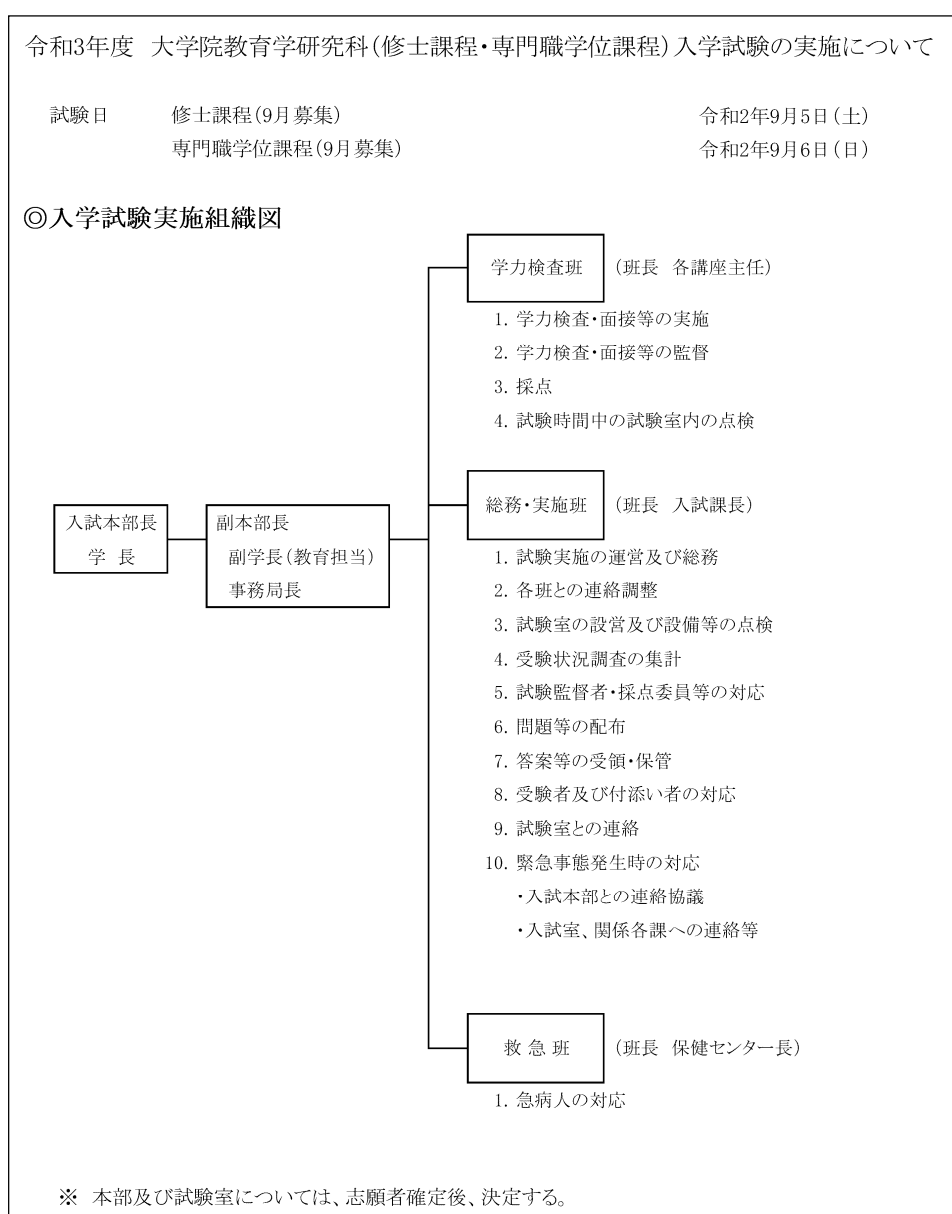 令和3年度 大学院教育学研究科(修士課程・専門職学位課程)入学試験の実施について
試験日 修士課程(9月募集) 令和2年9月5日(土)
専門職学位課程(9月募集) 令和2年9月6日(日)
◎入学試験実施組織図
学力検査班 (班長 各講座主任)
1. 学力検査・面接等の実施
2. 学力検査・面接等の監督
3. 採点
4. 試験時間中の試験室内の点検
入試本部長
学 長
副本部長
副学長(教育担当)
事務局長
総務・実施班 (班長 入試課長)
1. 試験実施の運営及び総務
2. 各班との連絡調整
3. 試験室の設営及び設備等の点検
4. 受験状況調査の集計
5. 試験監督者・採点委員等の対応
6. 問題等の配布
7. 答案等の受領・保管
8. 受験者及び付添い者の対応
9. 試験室との連絡
10. 緊急事態発生時の対応
・入試本部との連絡協議
・入試室、関係各課への連絡等
救 急 班 (班長 保健センター長)
1. 急病人の対応
※ 本部及び試験室については、志願者確定後、決定する。